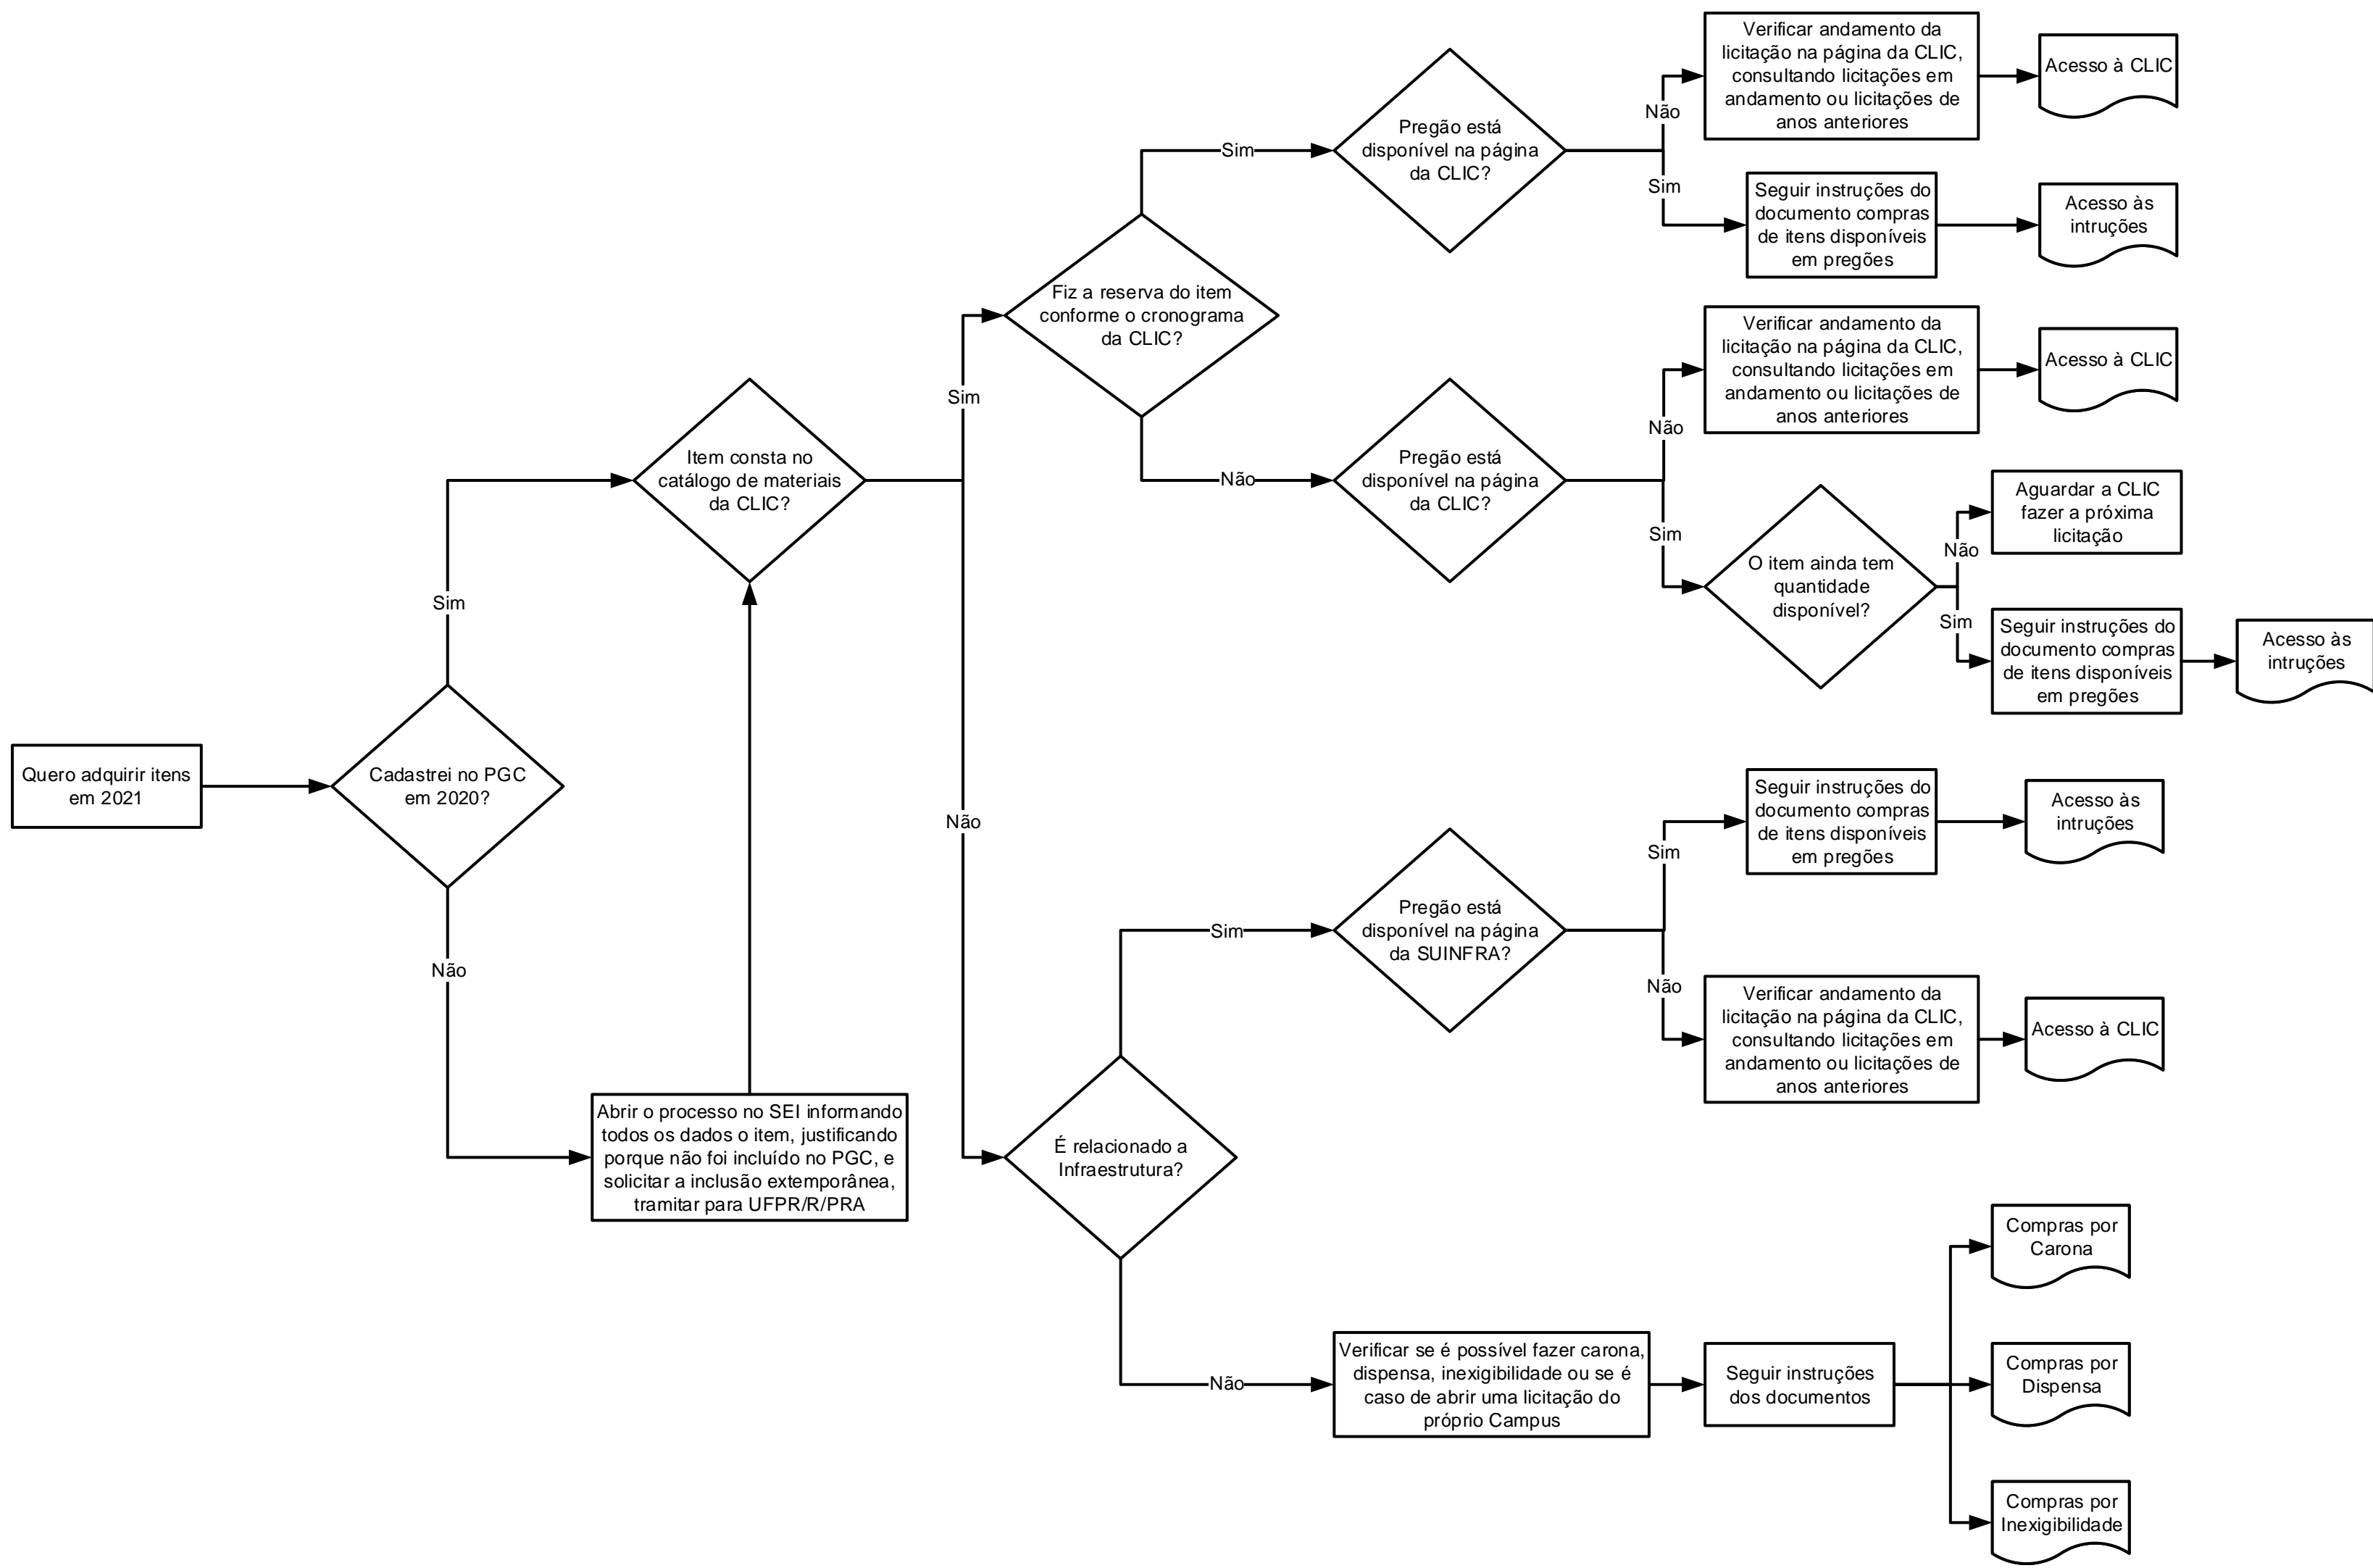 Quero adquirir itens
em 2021
Cadastrei no PGC
em 2020?
Sim
Não
Abrir o processo no SEI informando
todos os dados o item, justificando
porque não foi incluído no PGC, e
solicitar a inclusão extemporânea,
tramitar para UFPR/R/PRA
Item consta no
catálogo de materiais
da CLIC?
Sim
Não
Fiz a reserva do item
conforme o cronograma
da CLIC?
Sim
Não
Pregão está
disponível na página
da CLIC?
Não
Sim
Verificar andamento da
licitação na página da CLIC,
consultando licitações em
andamento ou licitações de
anos anteriores
Acesso à CLIC
Seguir instruções do
documento compras
de itens disponíveis
em pregões
Acesso às
intruções
Pregão está
disponível na página
da CLIC?
Não
Sim
Verificar andamento da
licitação na página da CLIC,
consultando licitações em
andamento ou licitações de
anos anteriores
Acesso à CLIC
O item ainda tem
quantidade
disponível?
Não
Sim
Aguardar a CLIC
fazer a próxima
licitação
Seguir instruções do
documento compras
de itens disponíveis
em pregões
Acesso às
intruções
É relacionado a
Infraestrutura?
Sim
Não
Pregão está
disponível na página
da SUINFRA?
Sim
Não
Seguir instruções do
documento compras
de itens disponíveis
em pregões
Acesso às
intruções
Verificar andamento da
licitação na página da CLIC,
consultando licitações em
andamento ou licitações de
anos anteriores
Acesso à CLIC
Verificar se é possível fazer carona,
dispensa, inexigibilidade ou se é
caso de abrir uma licitação do
próprio Campus
Seguir instruções
dos documentos
Compras por
Carona
Compras por
Dispensa
Compras por
Inexigibilidade